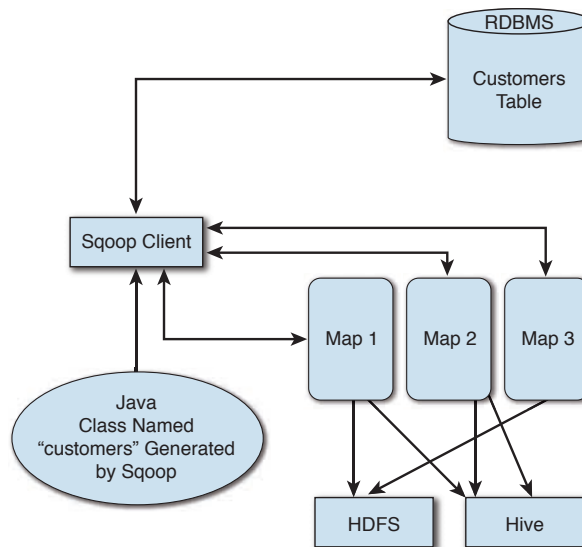 RDBMS
Customers
Table
Sqoop Client
Map 1
Map 2
Map 3
Java
Class Named
“customers” Generated
by Sqoop
HDFS
Hive